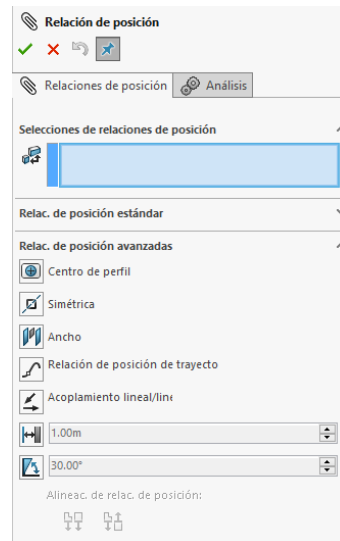 Relación de posición
Relaciones de posición Análisis
Selecciones de relaciones de posición
Relac. de posición estándar
Relac. de posición avanzadas
Centro de perfil
Simétrica
Ancho
Relación de posición de trayecto
Acoplamiento lineal/line
1.00m
30.00°
Alineac. de relac. de posición: